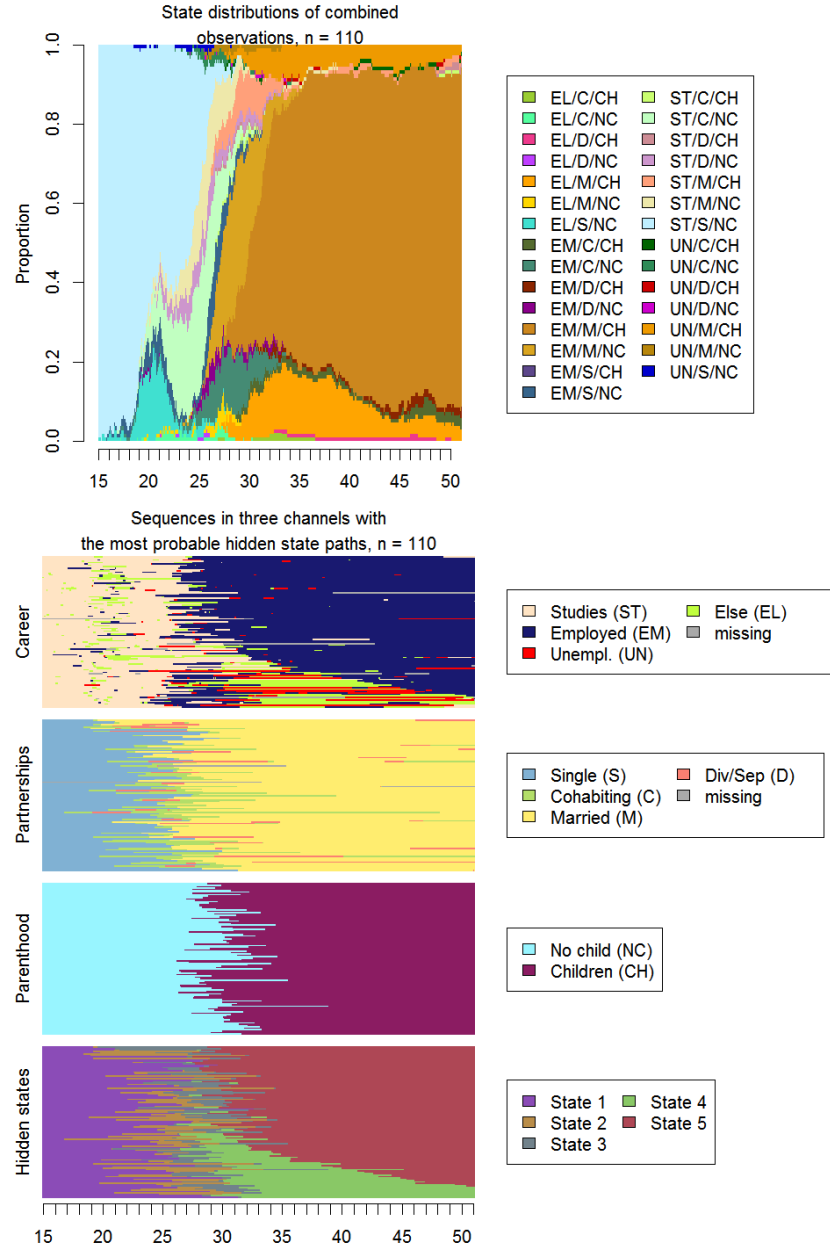 State distributions of combined
observations, n = 110
Proportion
1.0
0.8
0.6
0.4
0.2
0.0
15 20 25 30 35 40 45 50
EL/C/CH ST/C/CH
EL/C/NC ST/C/NC
EL/D/CH ST/D/CH
EL/D/NC ST/D/NC
EL/M/CH ST/M/CH
EL/M/NC ST/M/NC
EL/S/NC ST/S/NC
EM/C/CH UN/C/CH
EM/C/NC UN/C/NC
EM/D/CH UN/D/CH
EM/D/NC UN/D/NC
EM/M/CH UN/M/CH
EM/M/NC UN/M/NC
EM/S/CH UN/S/NC
EM/S/NC
Sequences in three channels with
the most probable hidden state paths, n = 110
Career
Studies (ST) Else (EL)
Employed (EM) missing
Unempl. (UN)
Partnerships
Single (S) Div/Sep (D)
Cohabiting (C) missing
Married (M)
Parenthood
No child (NC)
Children (CH)
Hidden states
State 1 State 4
State 2 State 5
State 3
15 20 25 30 35 40 45 50